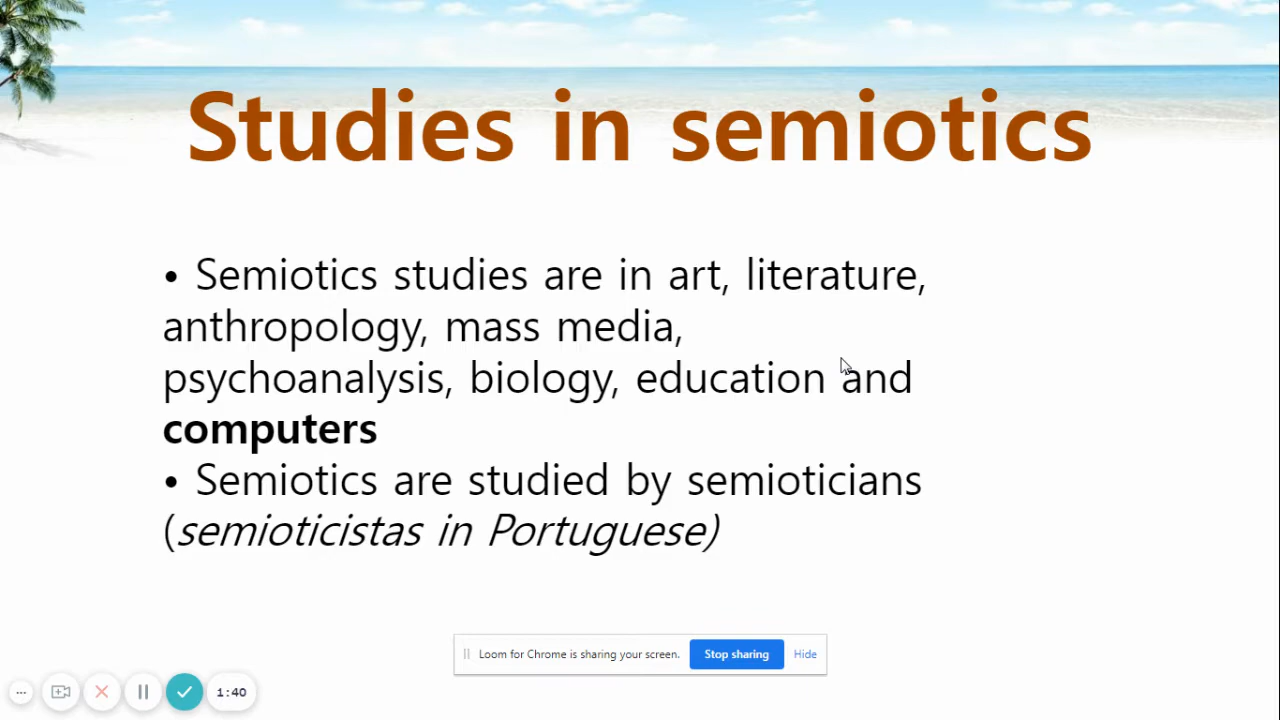 Studies in semiotics
• Semiotics studies are in art, literature,
anthropology, mass media,
psychoanalysis, biology, education and
computers
• Semiotics are studied by semioticians
(semioticistas in Portuguese)
Loom for Chrome is sharing your screen. Stop sharing Hide
1:40